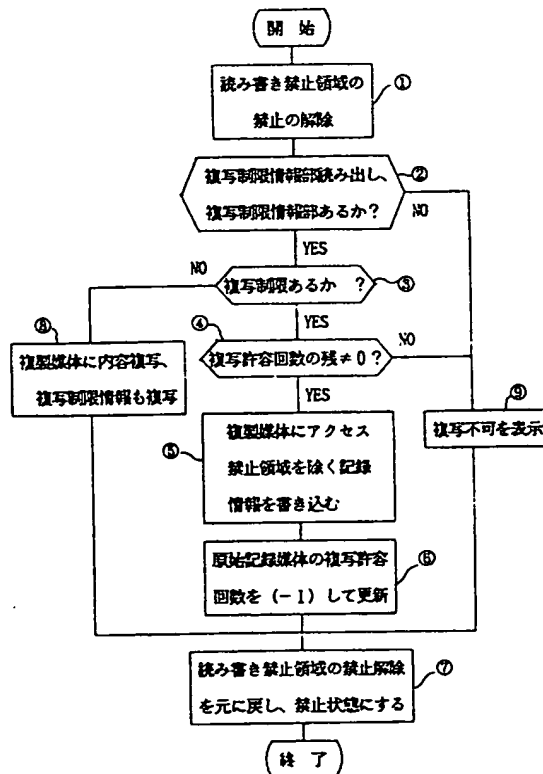 開 始
読み書き禁止領域の
禁止の解除
①
複写制限情報部読み出し、
複写制限情報部あるか？
②
NO
YES
NO
複写制限あるか ？
③
YES
⑧
複製媒体に内容複写、
複写制限情報も複写
④
複写許容回数の残≠０？
NO
YES
⑨
複写不可を表示
⑤
複製媒体にアクセス
禁止領域を除く記録
情報を書き込む
原始記録媒体の複写許容
回数を（－１）して更新
⑥
読み書き禁止領域の禁止解除
を元に戻し、禁止状態にする
⑦
終 了